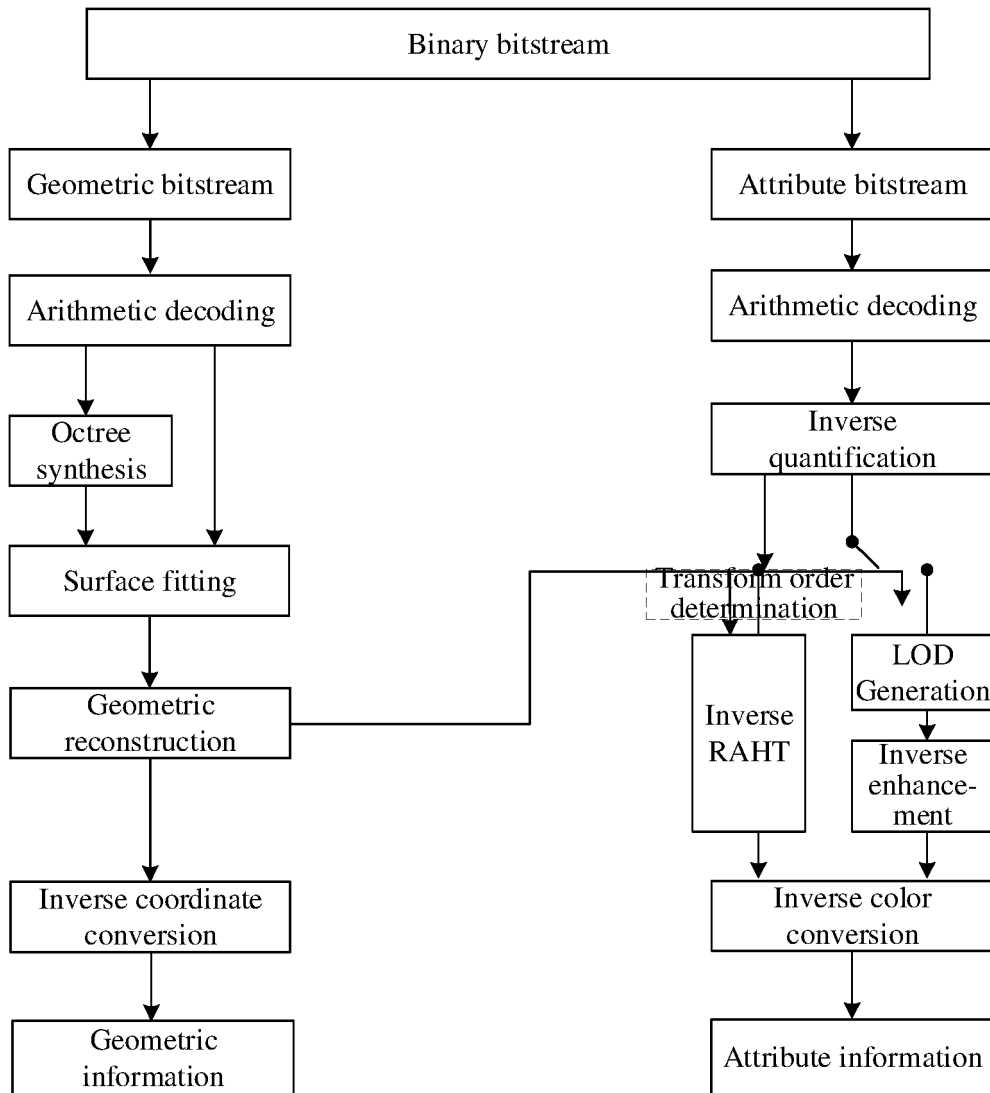 Binary bitstream
Geometric bitstream
Attribute bitstream
Arithmetic decoding
Arithmetic decoding
Octree
synthesis
Inverse
quantification
Surface fitting
Transform order
determination
Geometric
reconstruction
Inverse
RAHT
LOD
Generation
Inverse
enhance-
ment
Inverse coordinate
conversion
Inverse color
conversion
Geometric
information
Attribute information